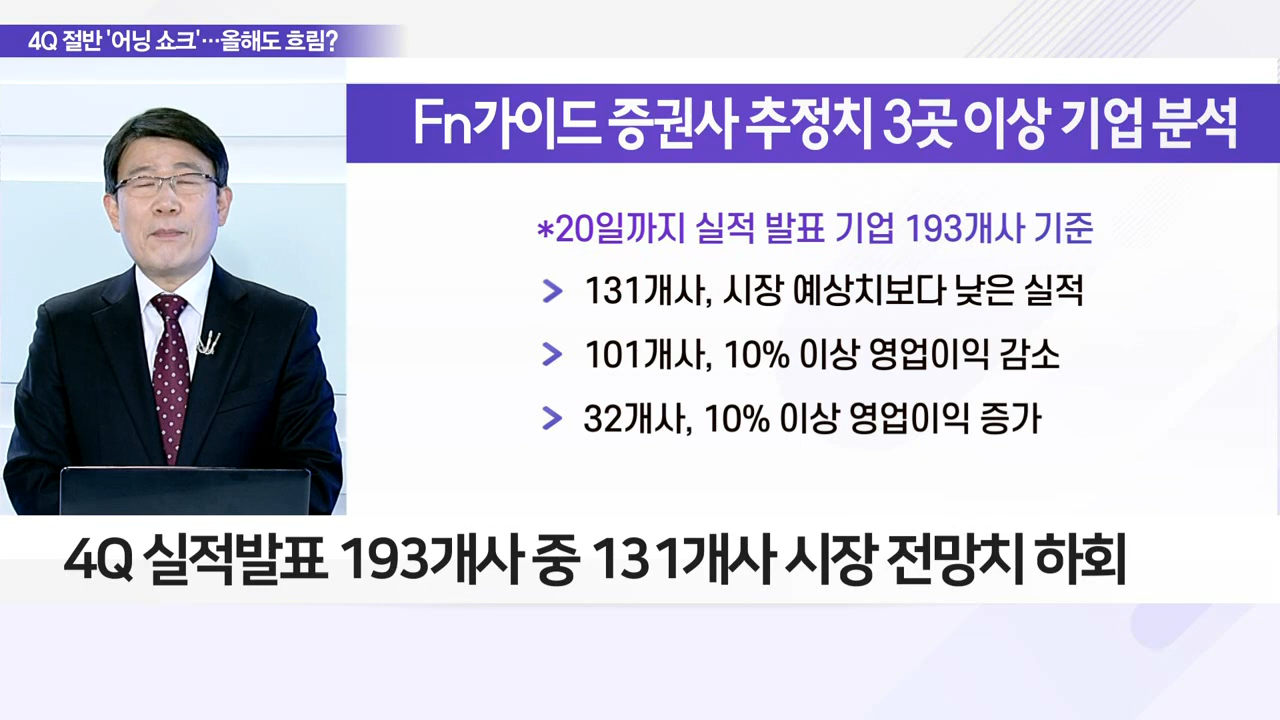 4Q 절반 '어닝 쇼크'…올해도 흐림?
Fn가이드 증권사 추정치 3곳 이상 기업 분석
*20일까지 실적 발표 기업 193개사 기준
> 131개사, 시장 예상치보다 낮은 실적
> 101개사, 10% 이상 영업이익 감소
> 32개사, 10% 이상 영업이익 증가
4Q 실적발표 193개사 중 131개사 시장 전망치 하회